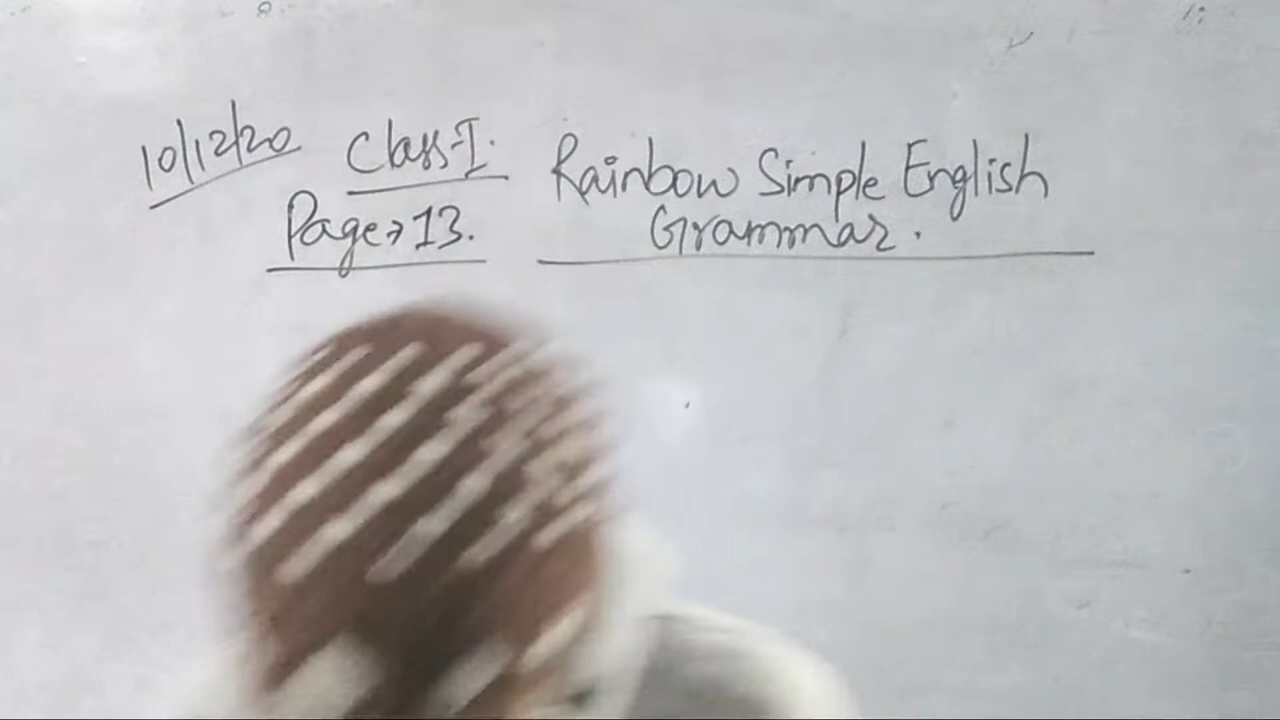 10/12/20 Class-I. Rainbow Simple English
Page→13. Grammar.